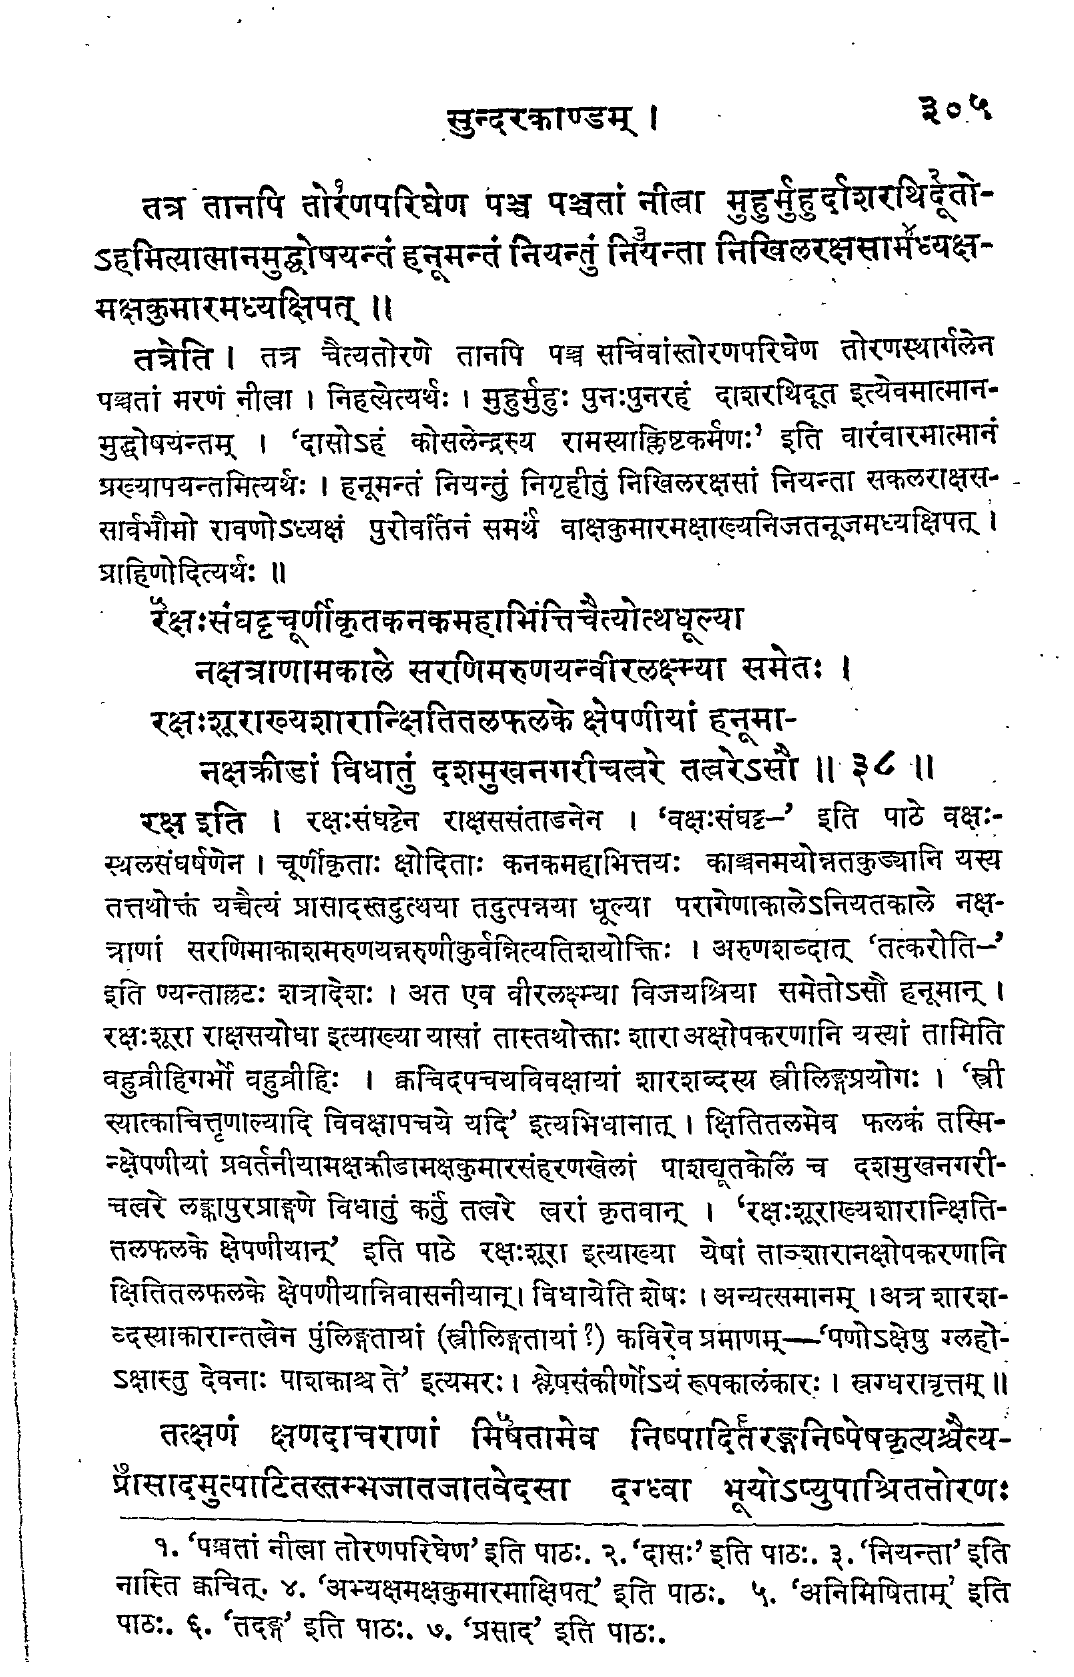 सुन्दरकाण्डम् । ३०५
तत्र तानपि तोर१णपरिघेण पञ्च पञ्चतां नीत्वा मुहुर्मुहुर्दाशरथिदू२तो-
ऽहमित्यात्मानमुद्घोषयन्तं हनूमन्तं नियन्तुं नि३यन्ता निखिलरक्षसाम४ध्यक्ष-
मक्षकुमारमध्यक्षिपत् ॥
तत्रेति । तत्र चैत्यतोरणे तानपि पञ्च सचिवांस्तोरणपरिघेण तोरणस्थार्गलेन
पञ्चतां मरणं नीत्वा । निहत्येत्यर्थः । मुहुर्मुहुः पुनःपुनरहं दाशरथिदूत इत्येवमात्मान-
मुद्घोषयन्तम् । ‘दासोऽहं कोसलेन्द्रस्य रामस्याक्लिष्टकर्मणः’ इति वारंवारमात्मानं
प्रख्यापयन्तमित्यर्थः । हनूमन्तं नियन्तुं निगृहीतुं निखिलरक्षसां नियन्ता सकलराक्षस-
सार्वभौमो रावणोऽध्यक्षं पुरोवर्तिनं समर्थं वाक्षकुमारमक्षाख्यनिजतनूजमध्यक्षिपत् ।
प्राहिणोदित्यर्थः ॥
र५क्षःसंघट्टचूर्णीकृतकनकमहाभित्तिचैत्योत्थधूल्या
नक्षत्राणामकाले सरणिमरुणयन्वीरलक्ष्म्या समेतः ।
रक्षःशूराख्यशारान्क्षितितलफलके क्षेपणीयां हनूमा-
नक्षक्रीडां विधातुं दशमुखनगरीचत्वरे तत्वरेऽसौ ॥ ३८ ॥
रक्ष इति । रक्षःसंघट्टेन राक्षससंताडनेन । ‘वक्षःसंघट्ट–’ इति पाठे वक्षः-
स्थलसंघर्षणेन । चूर्णीकृताः क्षोदिताः कनकमहाभित्तयः काञ्चनमयोन्नतकुड्यानि यस्य
तत्तथोक्तं यच्चैत्यं प्रासादस्तदुत्थया तदुत्पन्नया धूल्या परागेणाकालेऽनियतकाले नक्ष-
त्राणां सरणिमाकाशमरुणयन्नरुणीकुर्वन्नित्यतिशयोक्तिः । अरुणशब्दात् ‘तत्करोति–’
इति ण्यन्ताल्लटः शत्रादेशः । अत एव वीरलक्ष्म्या विजयश्रिया समेतोऽसौ हनूमान् ।
रक्षःशूरा राक्षसयोधा इत्याख्या यासां तास्तथोक्ताः शारा अक्षोपकरणानि यस्यां तामिति
बहुव्रीहिगर्भो बहुव्रीहिः । क्वचिदपचयविवक्षायां शारशब्दस्य स्त्रीलिङ्गप्रयोगः । ‘स्त्री
स्यात्काचिन्मृणाल्यादि विवक्षापचये यदि’ इत्यभिधानात् । क्षितितलमेव फलकं तस्मि-
न्क्षेपणीयां प्रवर्तनीयामक्षक्रीडामक्षकुमारसंहरणखेलां पाशद्यूतकेलिं च दशमुखनगरी-
चत्वरे लङ्कापुरप्राङ्गणे विधातुं कर्तुं तत्वरे त्वरां कृतवान् । ‘रक्षःशूराख्यशारान्क्षिति-
तलफलके क्षेपणीयान्’ इति पाठे रक्षःशूरा इत्याख्या येषां ताञ्शारानक्षोपकरणानि
क्षितितलफलके क्षेपणीयान्निवासनीयान् । विधायेति शेषः । अन्यत्समानम् । अत्र शारश-
ब्दस्याकारान्तत्वेन पुंलिङ्गतायां (स्त्रीलिङ्गतायां ?) कविरेव प्रमाणम्—‘पणोऽक्षेषु ग्लहो-
ऽक्षास्तु देवनाः पाशकाश्च ते’ इत्यमरः । श्लेषसंकीर्णोऽयं रूपकालंकारः । स्रग्धरावृत्तम् ॥
तत्क्षणं क्षणदाचराणां मि५षतामेव निष्पादित६रङ्गनिष्पेषकृत्यश्चैत्य-
प्रा७सादमुत्पाटितस्तम्भजातजातवेदसा दग्ध्वा भूयोऽप्युपाश्रिततोरणः
१. ‘पञ्चतां नीत्वा तोरणपरिघेण’ इति पाठः. २. ‘दासः’ इति पाठः. ३. ‘नियन्ता’ इति
नास्ति क्वचित्. ४. ‘अभ्यक्षमक्षकुमारमाक्षिपत्’ इति पाठः. ५. ‘अनिमिषिताम्’ इति
पाठः. ६. ‘तदङ्ग’ इति पाठः. ७. ‘प्रसाद’ इति पाठः.